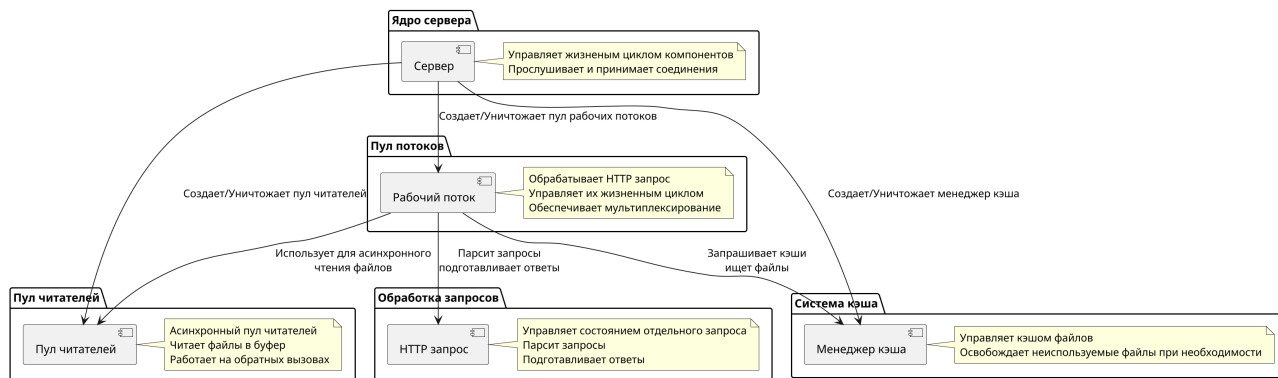 Ядро сервера
Сервер
Управляет жизненым циклом компонентов
Прослушивает и принимает соединения
Создает/Уничтожает пул рабочих потоков
Пул потоков
Рабочий поток
Обрабатывает HTTP запрос
Управляет их жизненным циклом
Обеспечивает мультиплексирование
Создает/Уничтожает пул читателей
Создает/Уничтожает менеджер кэша
Использует для асинхронного
чтения файлов
Парсит запросы
подготавливает ответы
Запрашивает кэши
ищет файлы
Пул читателей
Пул читателей
Асинхронный пул читателей
Читает файлы в буфер
Работает на обратных вызовах
Обработка запросов
HTTP запрос
Управляет состоянием отдельного запроса
Парсит запросы
Подготавливает ответы
Система кэша
Менеджер кэша
Управляет кэшом файлов
Освобождает неиспользуемые файлы при необходимости